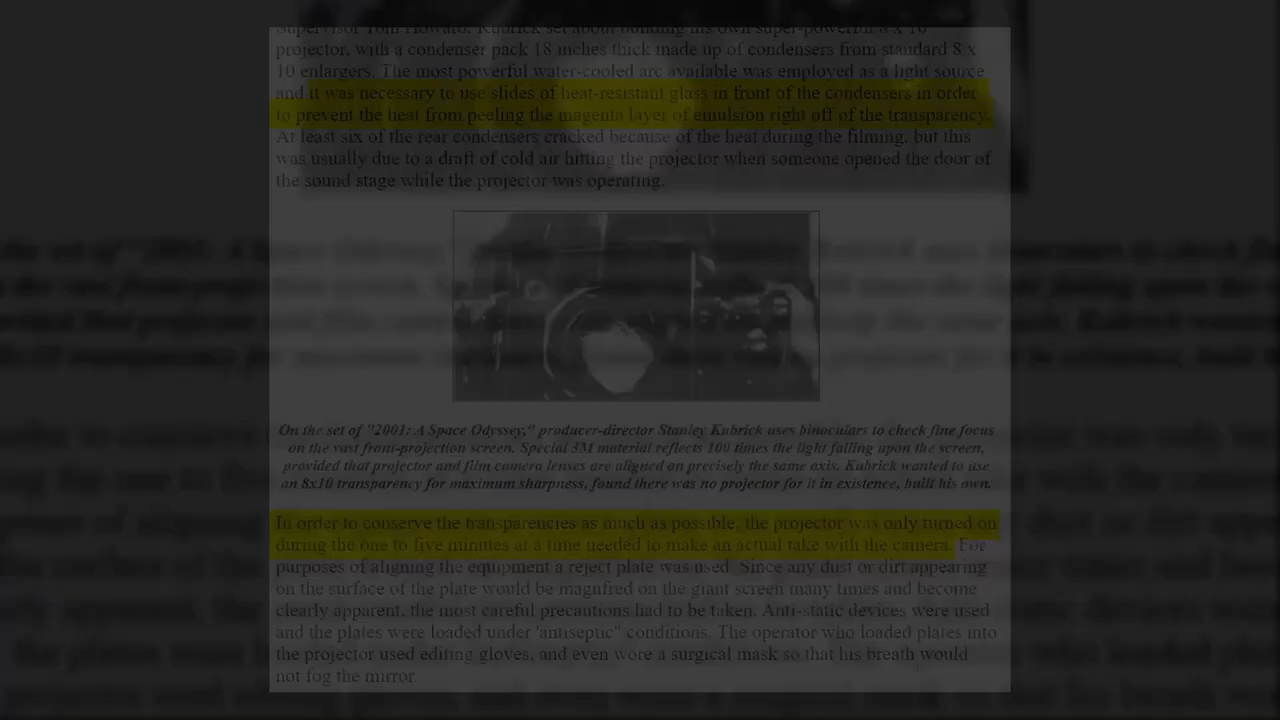 Supervisor Tom Howard, Kubrick set about building his own super-powerful 8 x 10
projector, with a condenser pack 18 inches thick made up of condensers from standard 8 x
10 enlargers. The most powerful water-cooled arc available was employed as a light source
and it was necessary to use slides of heat-resistant glass in front of the condensers in order
to prevent the heat from peeling the magenta layer of emulsion right off of the transparency.
At least six of the rear condensers cracked because of the heat during the filming, but this
was usually due to a draft of cold air hitting the projector when someone opened the door of
the sound stage while the projector was operating.
On the set of "2001: A Space Odyssey," producer-director Stanley Kubrick uses binoculars to check fine focus
on the vast front-projection screen. Special 3M material reflects 100 times the light falling upon the screen,
provided that projector and film camera lenses are aligned on precisely the same axis. Kubrick wanted to use
an 8x10 transparency for maximum sharpness, found there was no projector for it in existence, built his own.
In order to conserve the transparencies as much as possible, the projector was only turned on
during the one to five minutes at a time needed to make an actual take with the camera. For
purposes of aligning the equipment a reject plate was used. Since any dust or dirt appearing
on the surface of the plate would be magnified on the giant screen many times and become
clearly apparent, the most careful precautions had to be taken. Anti-static devices were used
and the plates were loaded under 'antiseptic" conditions. The operator who loaded plates into
the projector used editing gloves, and even wore a surgical mask so that his breath would
not fog the mirror.